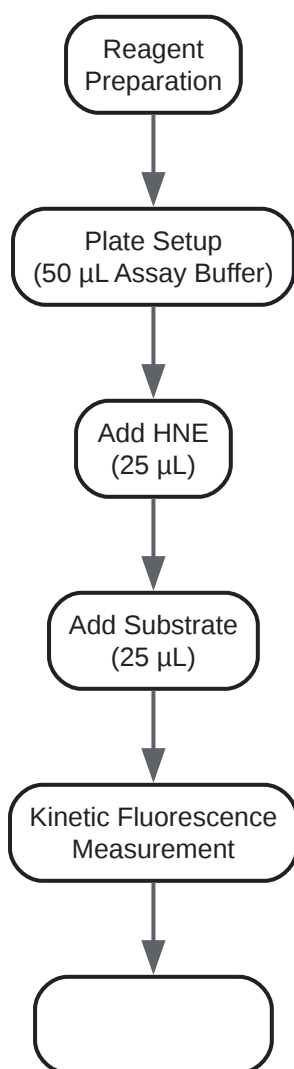 Reagent
Preparation
Plate Setup
(50 µL Assay Buffer)
Add HNE
(25 µL)
Add Substrate
(25 µL)
Kinetic Fluorescence
Measurement